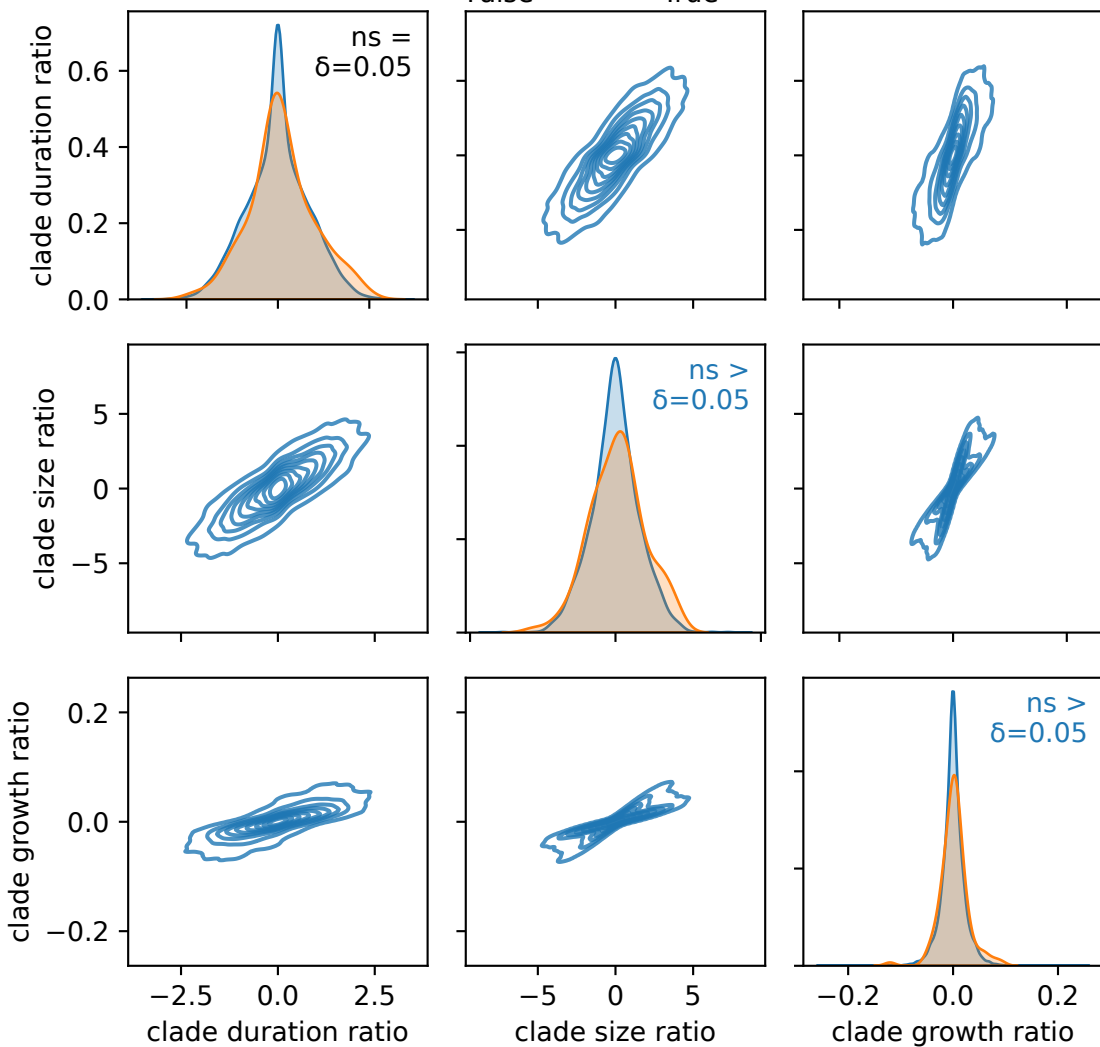 clade duration ratio
0.6
0.4
0.2
0.0
ns =
δ=0.05
clade size ratio
5
0
−5
ns >
δ=0.05
clade growth ratio
0.2
0.0
−0.2
ns >
δ=0.05
−2.5 0.0 2.5
−5 0 5
−0.2 0.0 0.2
clade duration ratio
clade size ratio
clade growth ratio